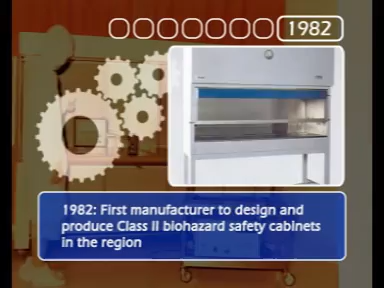 1982
1982: First manufacturer to design and
produce Class II biohazard safety cabinets
in the region